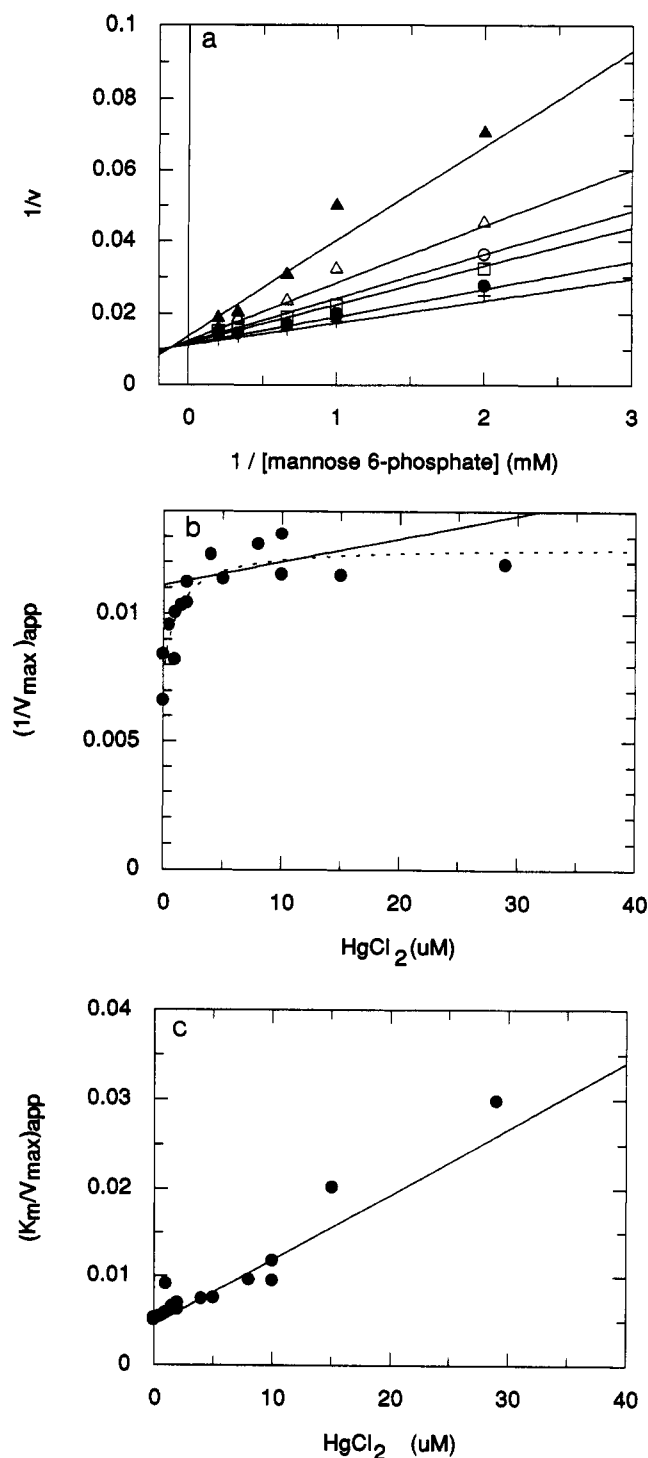 a
0.1
0.08
0.06
0.04
0.02
0
1/v
0 1 2 3
1 / [mannose 6-phosphate] (mM)
b
0.01
0.005
0
(1/Vmax)app
0 10 20 30 40
HgCl2 (uM)
c
0.04
0.03
0.02
0.01
0
(Km/Vmax)app
0 10 20 30 40
HgCl2 (uM)